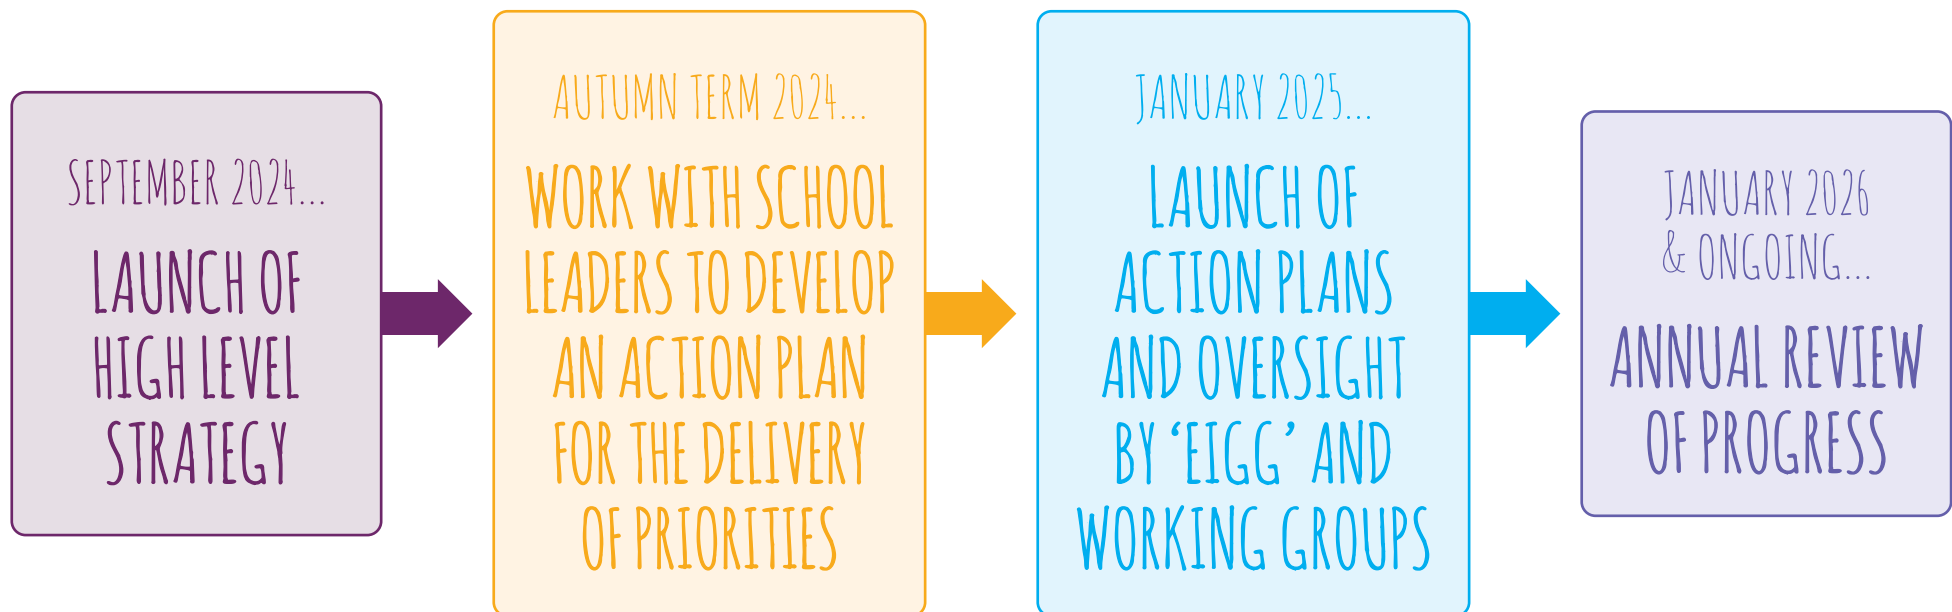 SEPTEMBER 2024...
LAUNCH OF
HIGH LEVEL
STRATEGY
AUTUMN TERM 2024...
WORK WITH SCHOOL
LEADERS TO DEVELOP
AN ACTION PLAN
FOR THE DELIVERY
OF PRIORITIES
JANUARY 2025...
LAUNCH OF
ACTION PLANS
AND OVERSIGHT
BY ‘EIGG’ AND
WORKING GROUPS
JANUARY 2026
& ONGOING...
ANNUAL REVIEW
OF PROGRESS